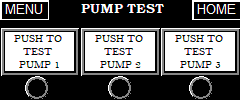 MENU PUMP TEST HOME
PUSH TO PUSH TO PUSH TO
TEST TEST TEST
PUMP 1 PUMP 2 PUMP 3